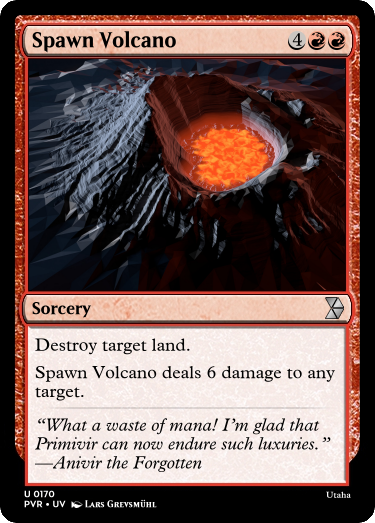 Spawn Volcano 4
Sorcery
Destroy target land.
Spawn Volcano deals 6 damage to any
target.
“What a waste of mana! I’m glad that
Primivir can now endure such luxuries.”
—Anivir the Forgotten
U 0170
PVR • UV Lars Grevsmühl
Utaha